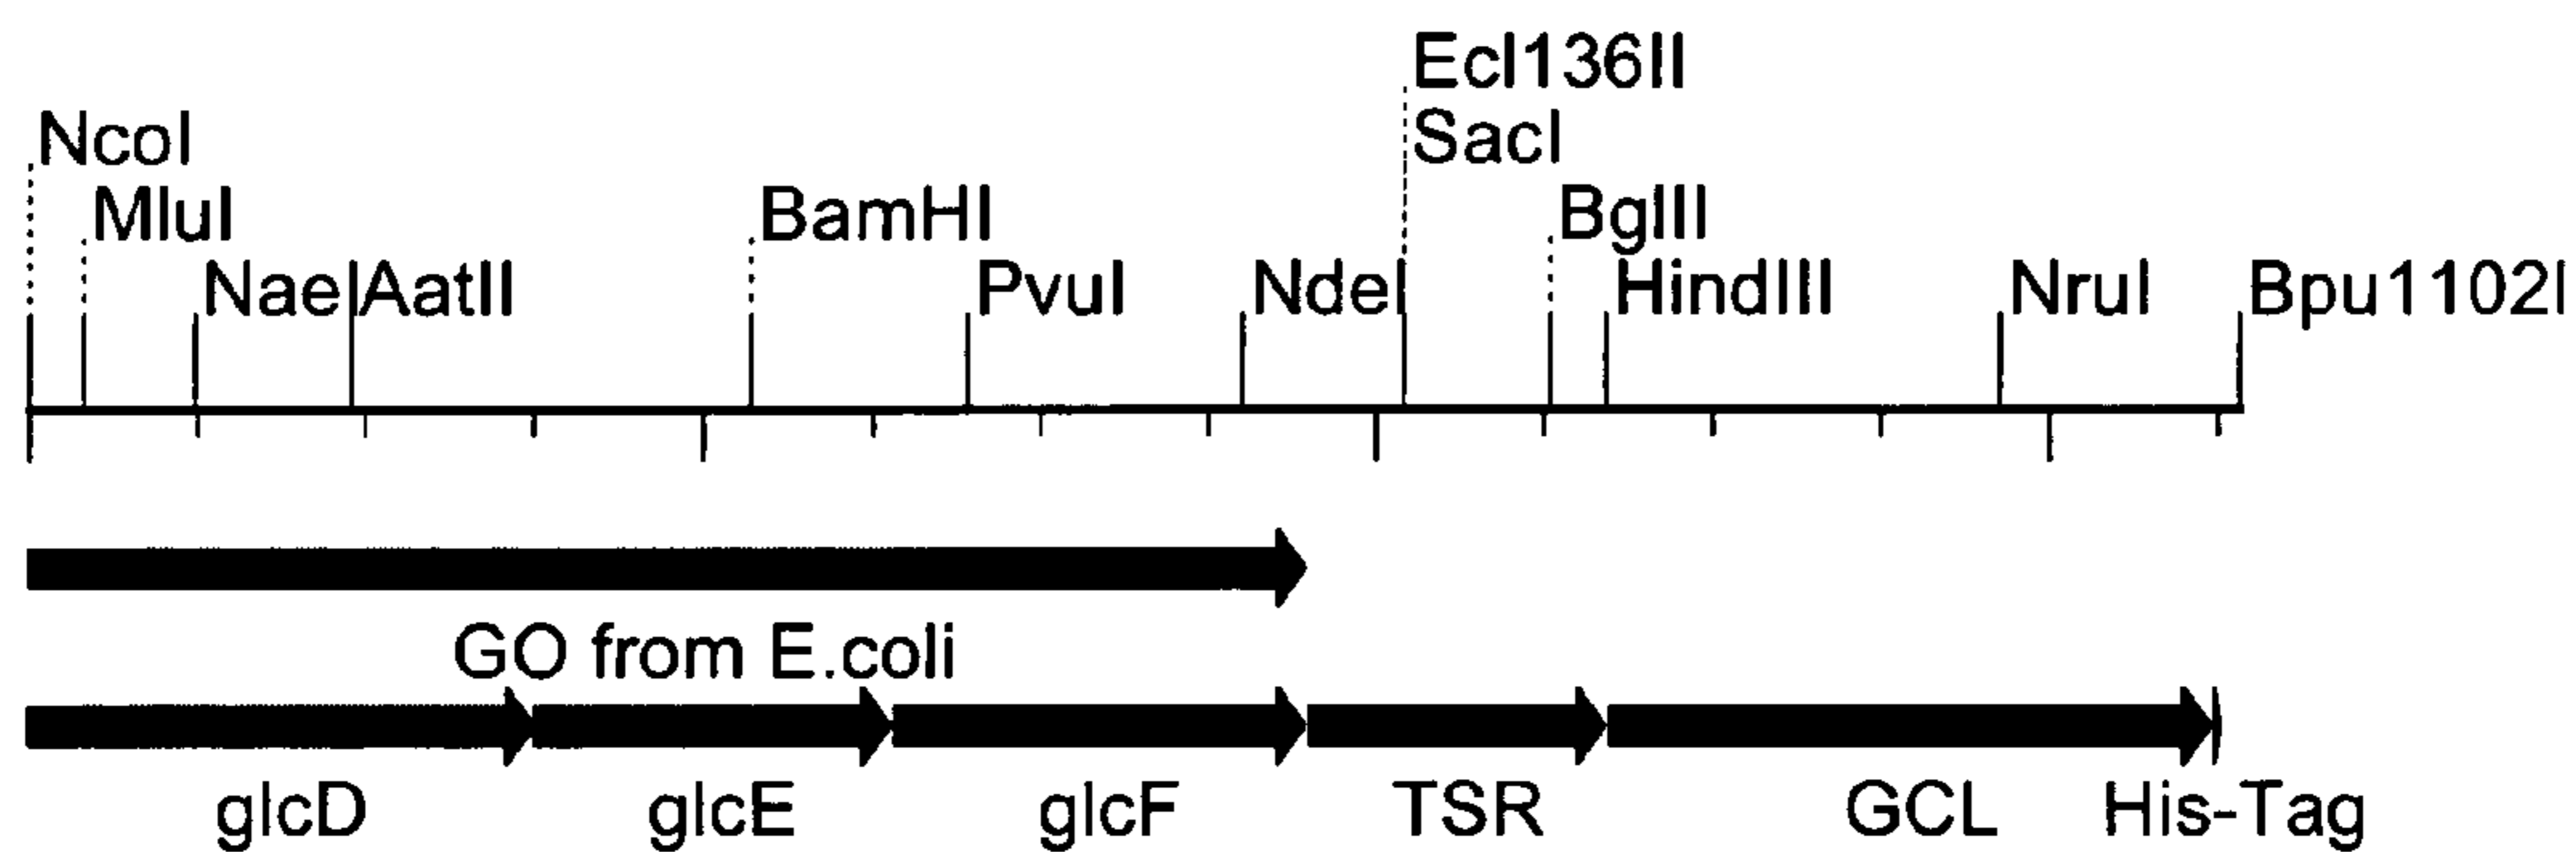 Ecl136II
NcoI SacI
MluI BamHI BglII
NaeI AatII PvuI NdeI HindIII NruI Bpu1102I
GO from E.coli
glcD glcE glcF TSR GCL His-Tag